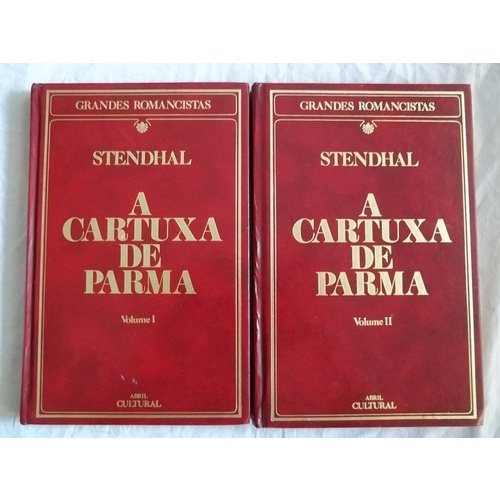 GRANDES ROMANCISTAS
STENDHAL
A
CARTUXA
DE
PARMA
Volume I
ABRIL
CULTURAL
GRANDES ROMANCISTAS
STENDHAL
A
CARTUXA
DE
PARMA
Volume II
ABRIL
CULTURAL